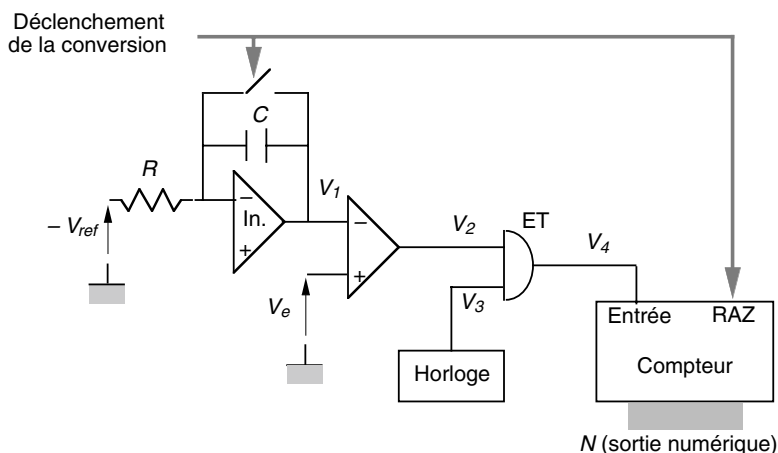 Déclenchement
de la conversion
C
R
V1
− Vref
−
In.
+
−
+
Ve
V2
ET
V3
V4
Horloge
Entrée RAZ
Compteur
N (sortie numérique)